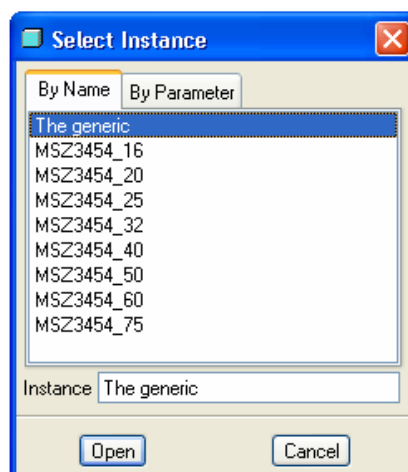 Select Instance
By Name By Parameter
The generic
MSZ3454_16
MSZ3454_20
MSZ3454_25
MSZ3454_32
MSZ3454_40
MSZ3454_50
MSZ3454_60
MSZ3454_75
Instance The generic
Open Cancel